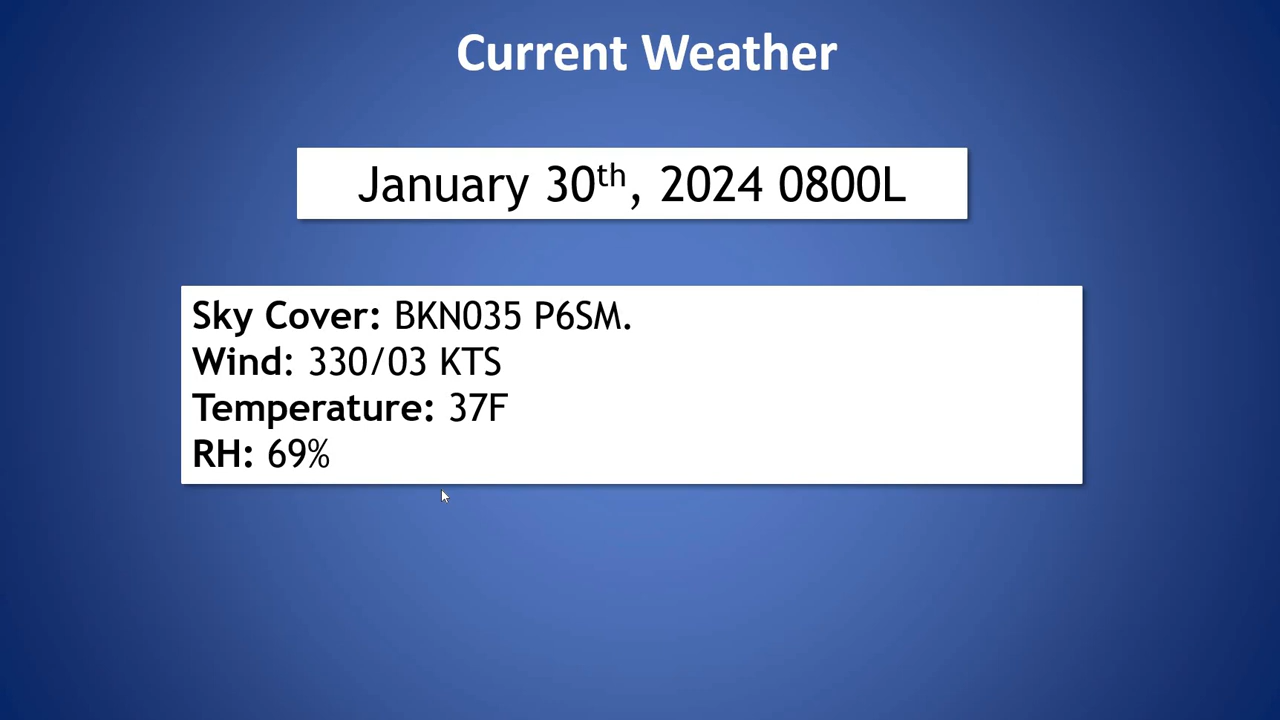 Current Weather
January 30th, 2024 0800L
Sky Cover: BKN035 P6SM.
Wind: 330/03 KTS
Temperature: 37F
RH: 69%